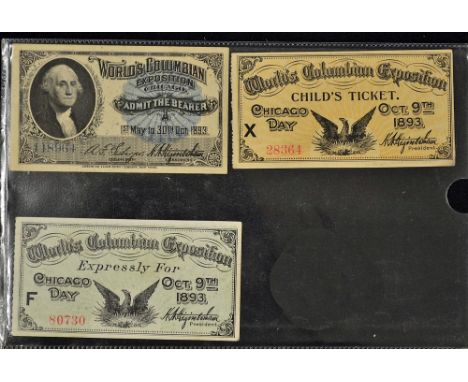 WORLD'S COLUMBIAN
EXPOSITION
CHICAGO
ADMIT THE BEARER
1ST May to 30TH Oct. 1893
118964
World's Columbian Exposition
CHILD'S TICKET.
CHICAGO DAY
OCT. 9TH 1893.
X
28364
President.
World's Columbian Exposition
Expressly For
CHICAGO DAY
OCT. 9TH 1893.
F
80730
President.